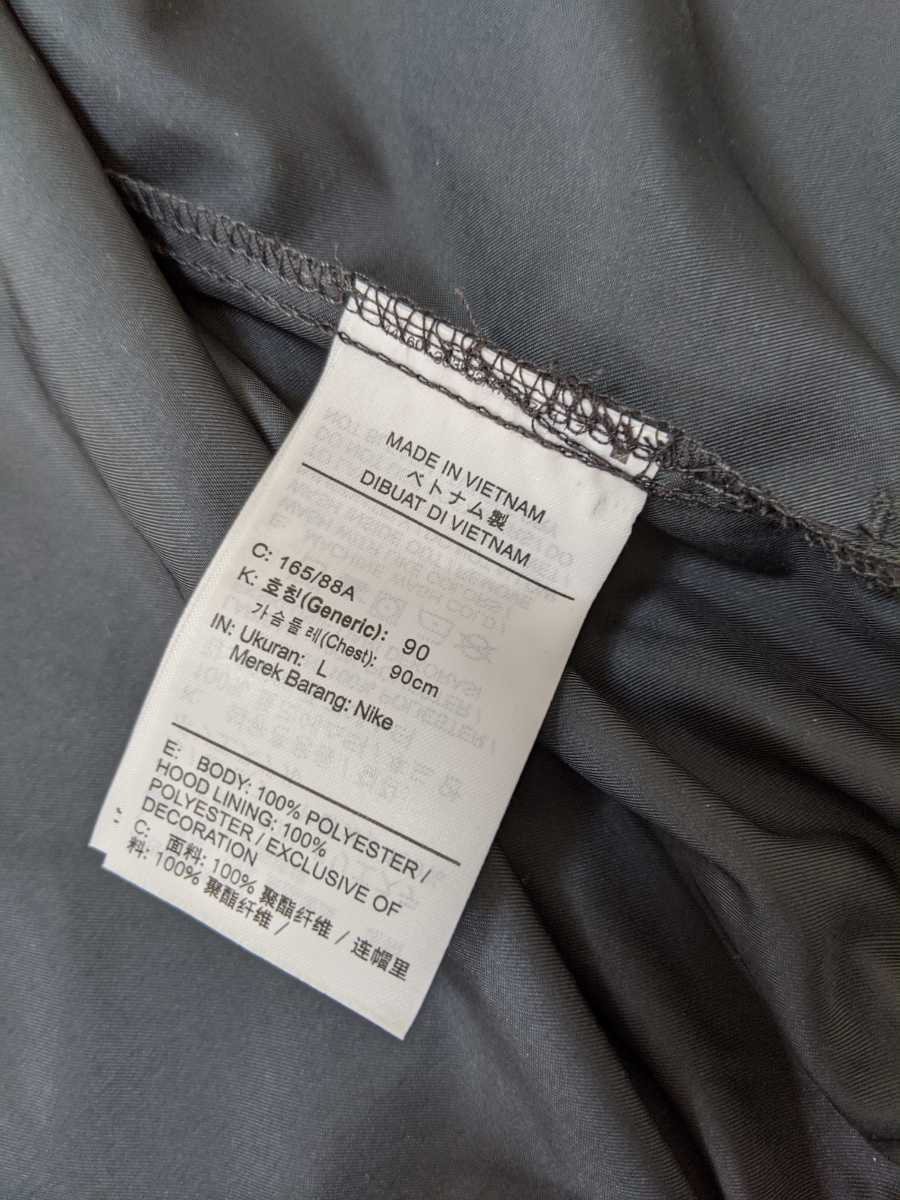 MADE IN VIETNAM
ベトナム製
DIBUAT DI VIETNAM
C: 165/88A
K: 호칭(Generic): 90
가슴둘레(Chest): 90cm
IN: Ukuran: L
Merek Barang: Nike
E: BODY: 100% POLYESTER /
HOOD LINING: 100%
POLYESTER / EXCLUSIVE OF
DECORATION
C: 面料: 100% 聚酯纤维 / 连帽里
料: 100% 聚酯纤维 /